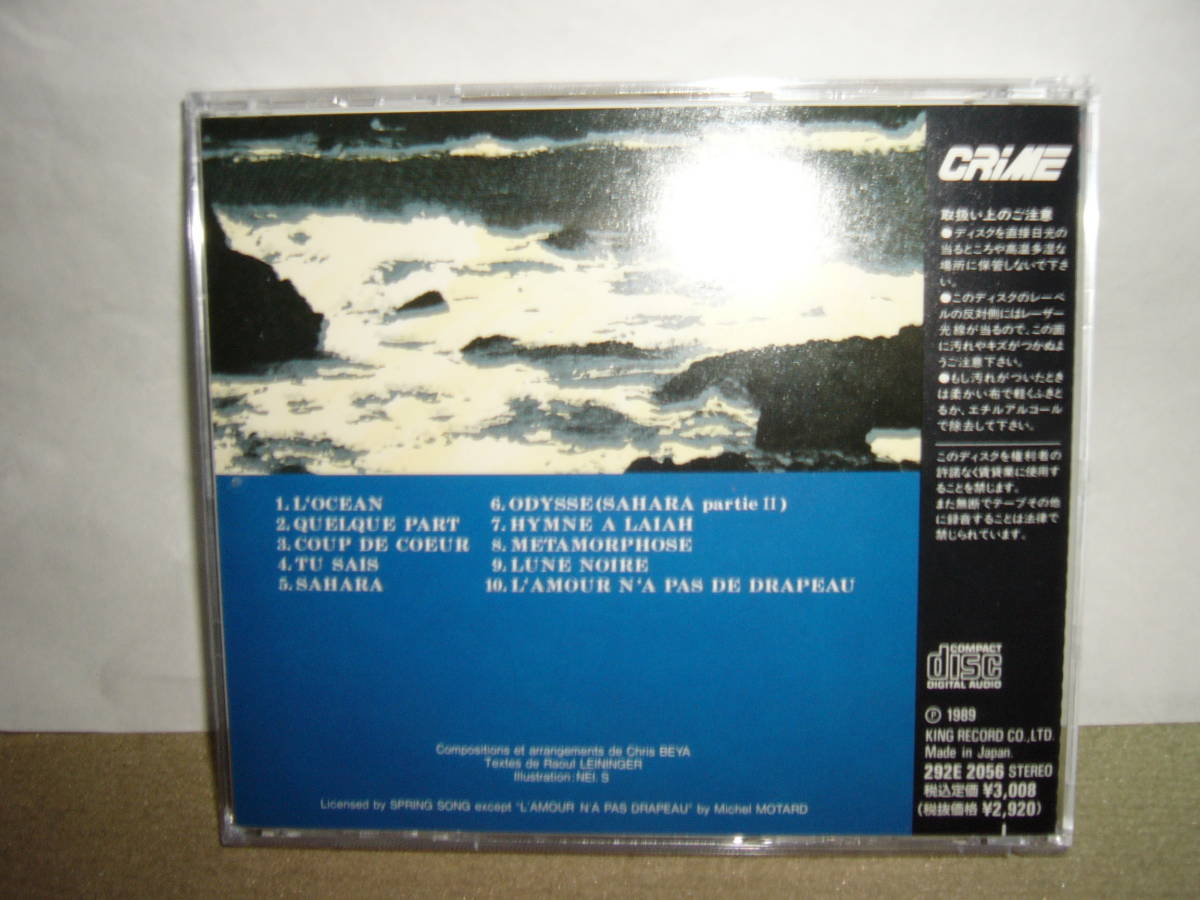 CRiME
取扱い上のご注意
●ディスクを直接日光の
当るところや高温多湿な
場所に保管しないで下さ
い。
●このディスクのレーベ
ルの反対側にはレーザー
光線が当るので、この面
に汚れやキズがつかぬよ
うご注意下さい。
●もし汚れがついたとき
は柔かい布で軽くふきと
るか、エチルアルコール
で除去して下さい。
このディスクを権利者の
許諾なく賃貸業に使用す
ることを禁じます。
また無断でテープその他
に録音することは法律で
禁じられています。
1. L'OCEAN
2. QUELQUE PART
3. COUP DE COEUR
4. TU SAIS
5. SAHARA
6. ODYSSE(SAHARA partie II)
7. HYMNE A LAIAH
8. METAMORPHOSE
9. LUNE NOIRE
10. L'AMOUR N'A PAS DE DRAPEAU
Compositions et arrangements de Chris BEYA
Textes de Raoul LEININGER
Illustration:NEI. S
Licensed by SPRING SONG except "L'AMOUR N'A PAS DRAPEAU" by Michel MOTARD
COMPACT
disc
DIGITAL AUDIO
Ⓟ 1989
KING RECORD CO.,LTD.
Made in Japan.
292E 2056 STEREO
税込定価 ¥3,008
(税抜価格 ¥2,920)